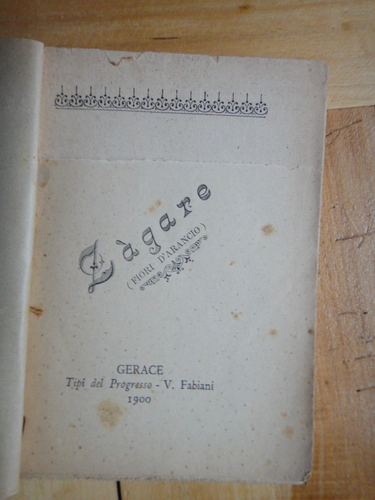 Zàgare
(FIORI D'ARANCIO)
GERACE
Tipi del Progresso - V. Fabiani
1900